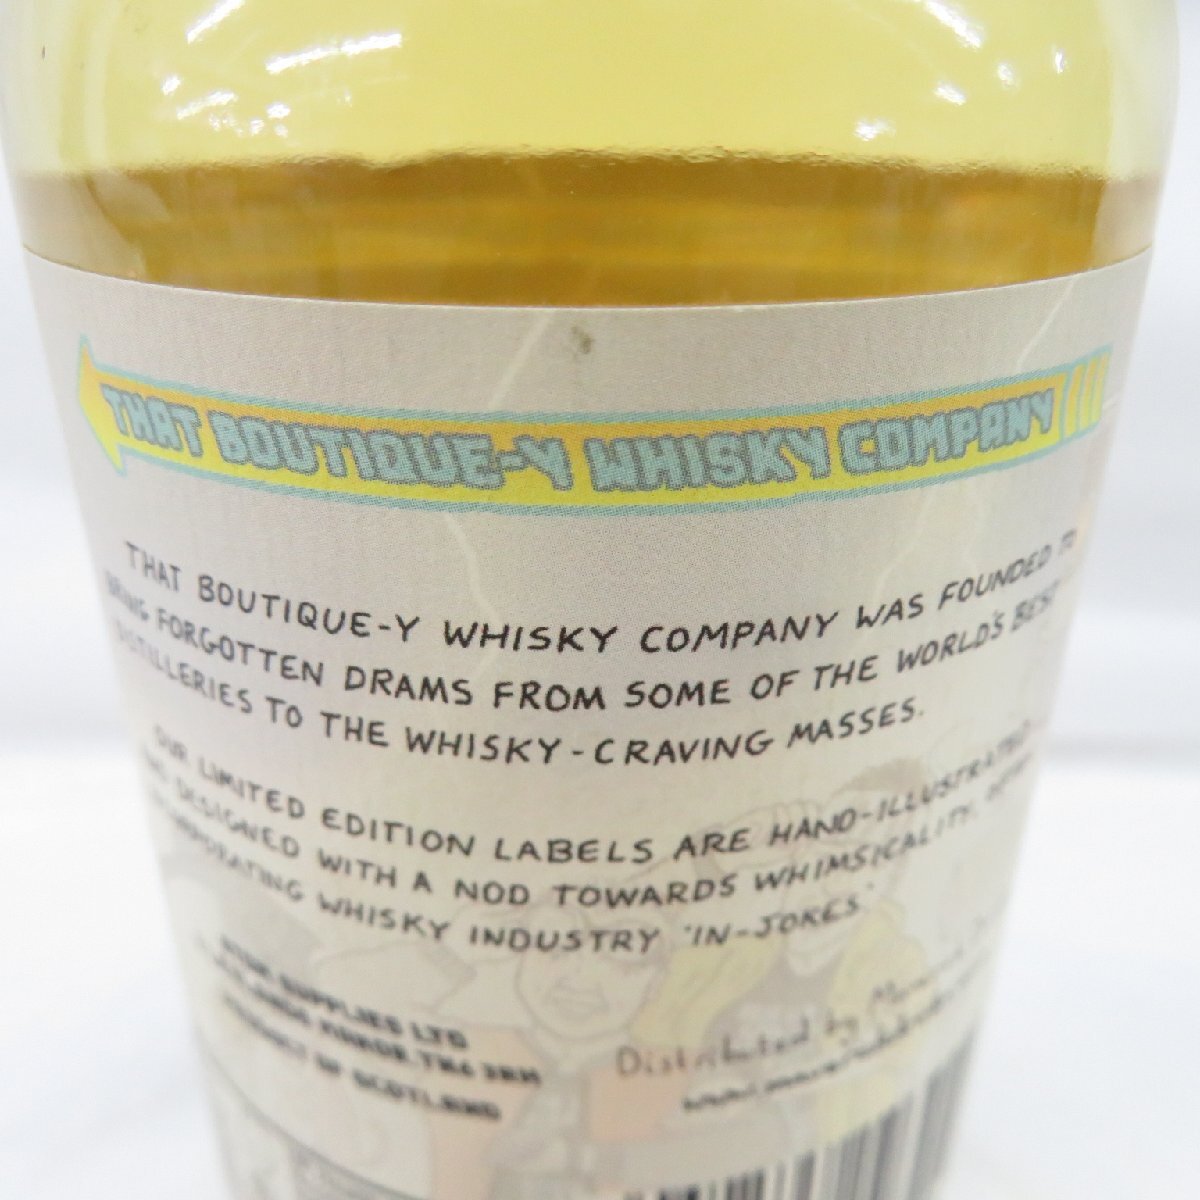 THAT BOUTIQUE-Y WHISKY COMPANY
THAT BOUTIQUE-Y WHISKY COMPANY WAS FOUNDED TO
BRING FORGOTTEN DRAMS FROM SOME OF THE WORLD'S BEST
DISTILLERIES TO THE WHISKY-CRAVING MASSES.
OUR LIMITED EDITION LABELS ARE HAND-ILLUSTRATED
AND DESIGNED WITH A NOD TOWARDS WHIMSICALITY, OFTEN
INCORPORATING WHISKY INDUSTRY 'IN-JOKES'
SUPPLIES LTD
PRODUCT OF SCOTLAND
Distributed by